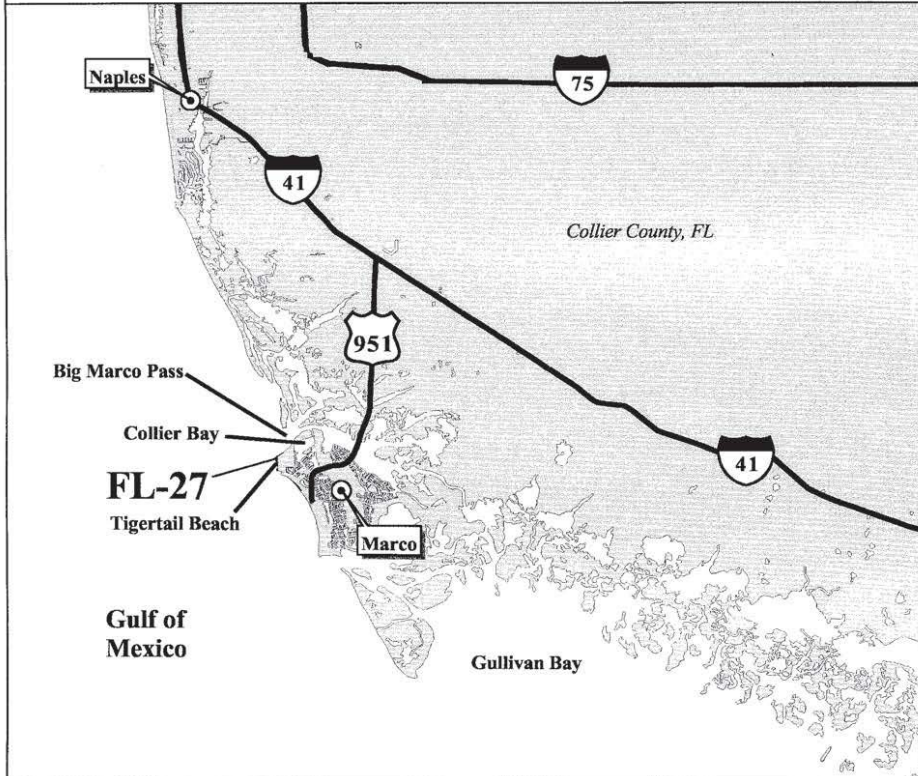 Naples
75
41
Collier County, FL
951
Big Marco Pass
Collier Bay
FL-27
Tigertail Beach
41
Marco
Gulf of
Mexico
Gullivan Bay